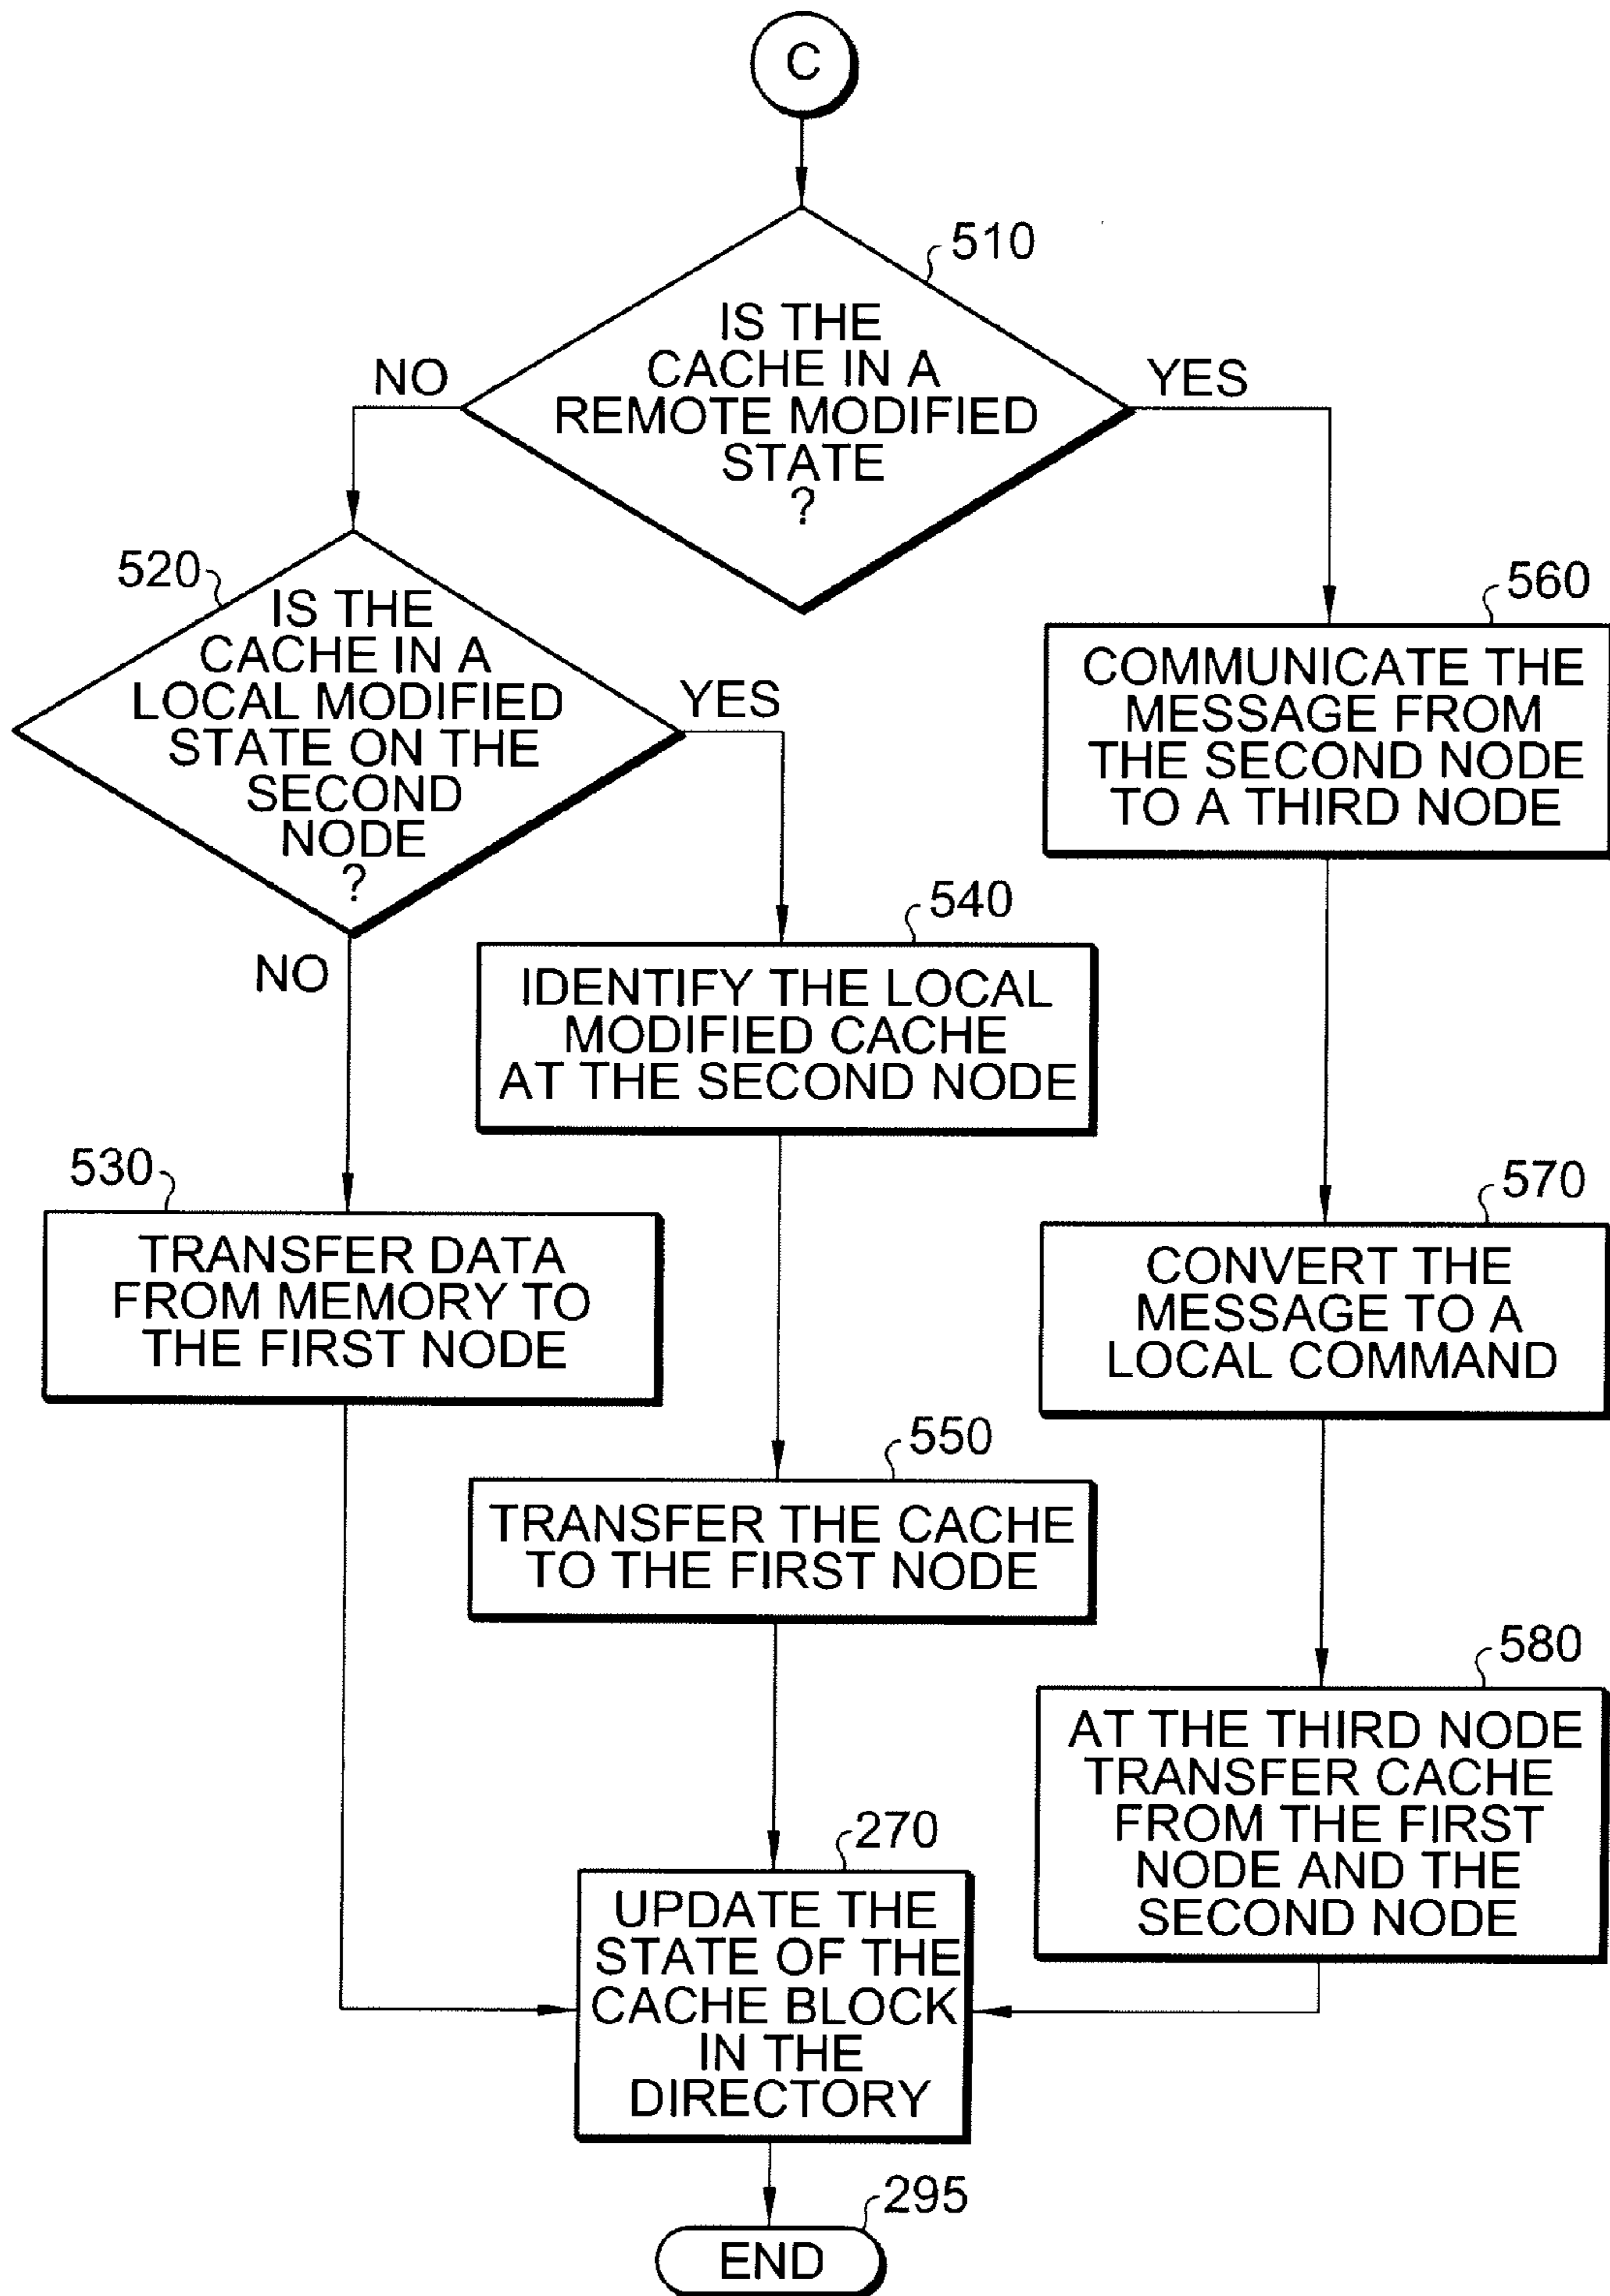 C
510
IS THE
CACHE IN A
REMOTE MODIFIED
STATE
?
NO
YES
520
IS THE
CACHE IN A
LOCAL MODIFIED
STATE ON THE
SECOND
NODE
?
YES
NO
560
COMMUNICATE THE
MESSAGE FROM
THE SECOND NODE
TO A THIRD NODE
540
IDENTIFY THE LOCAL
MODIFIED CACHE
AT THE SECOND NODE
530
TRANSFER DATA
FROM MEMORY TO
THE FIRST NODE
570
CONVERT THE
MESSAGE TO A
LOCAL COMMAND
550
TRANSFER THE CACHE
TO THE FIRST NODE
580
AT THE THIRD NODE
TRANSFER CACHE
FROM THE FIRST
NODE AND THE
SECOND NODE
270
UPDATE THE
STATE OF THE
CACHE BLOCK
IN THE
DIRECTORY
295
END